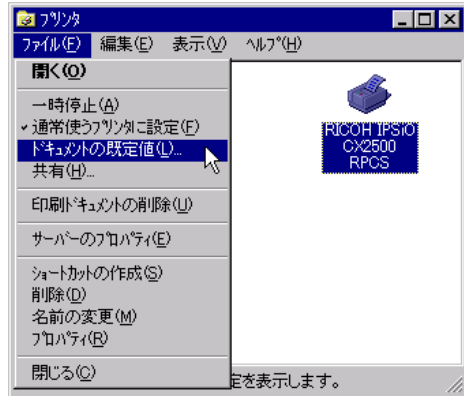 プリンタ
ファイル(F) 編集(E) 表示(V) ヘルプ(H)
開く(O)
一時停止(A)
通常使うプリンタに設定(F)
ドキュメントの既定値(L)...
共有(H)...
印刷ドキュメントの削除(U)
サーバーのプロパティ(E)
ショートカットの作成(S)
削除(D)
名前の変更(M)
プロパティ(R)
閉じる(C)
RICOH IPSiO
CX2500
RPCS
定を表示します。